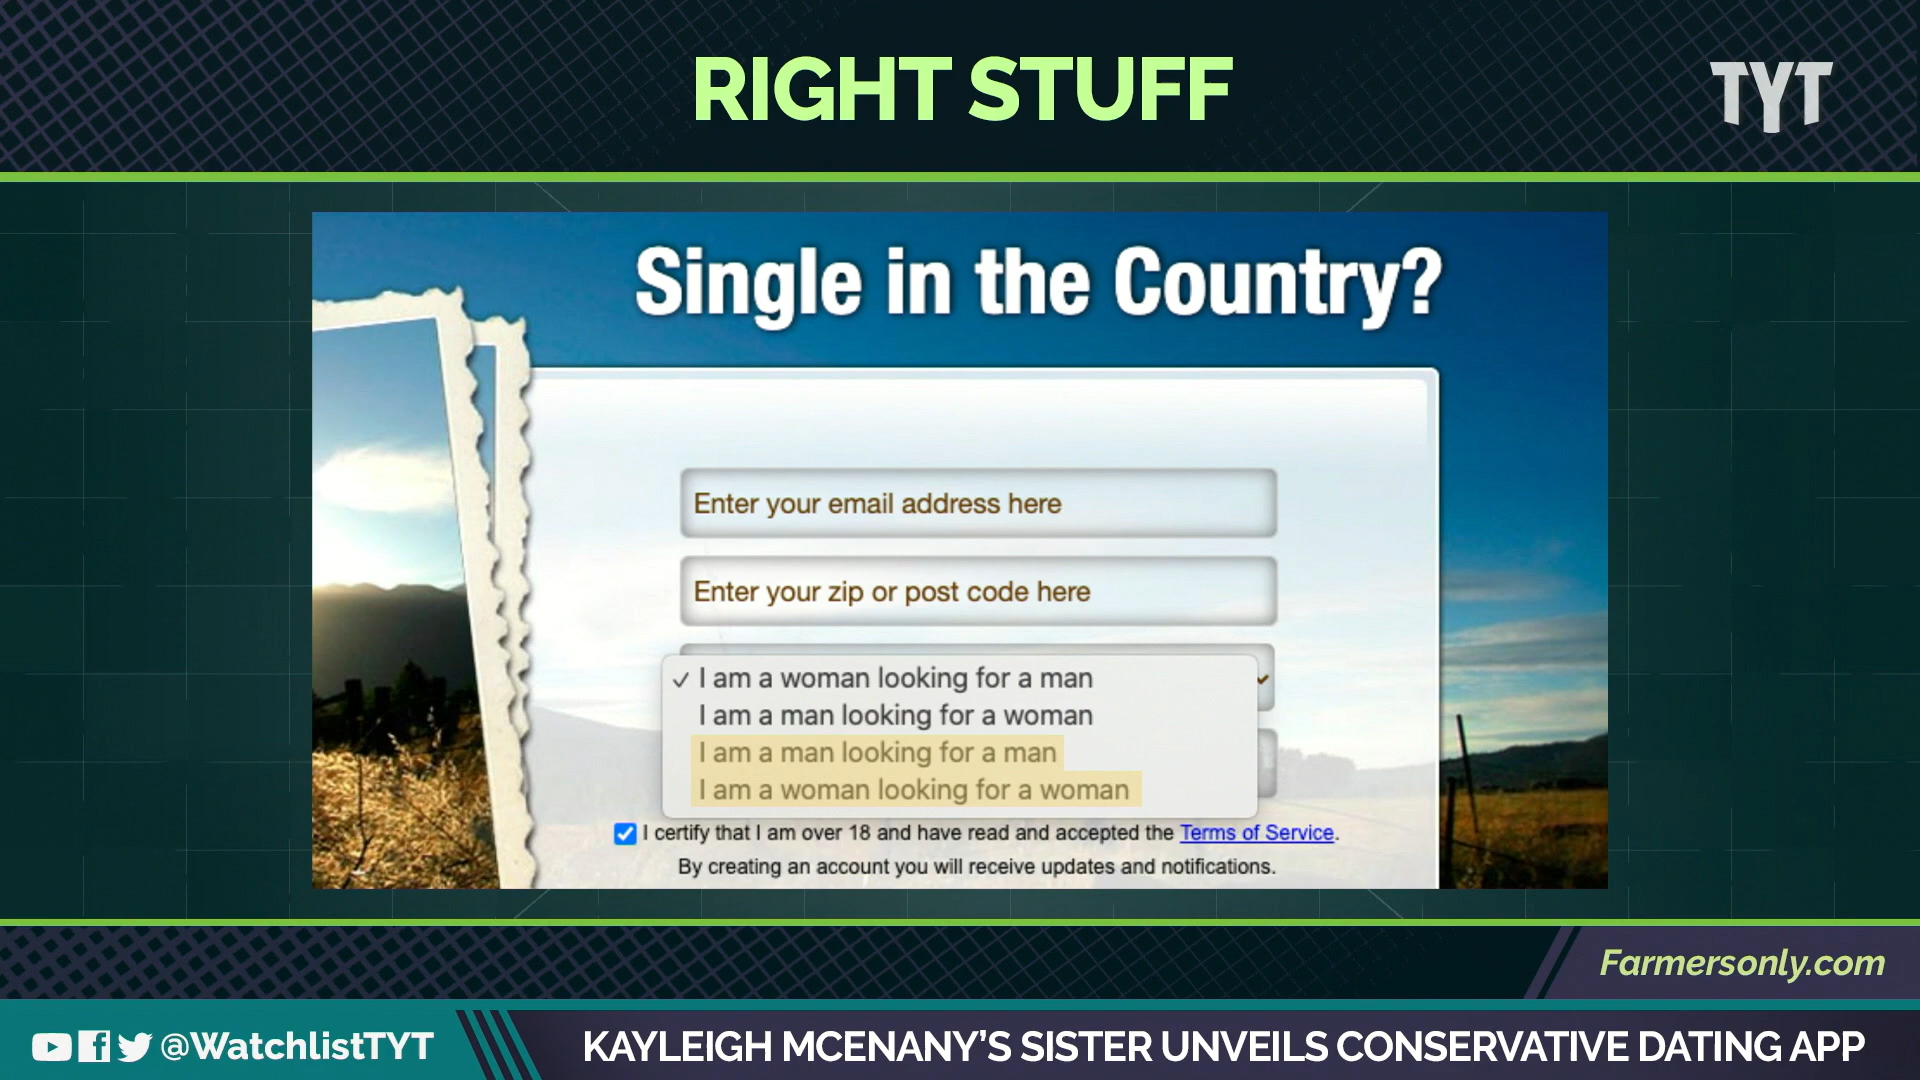 RIGHT STUFF
TYT
Single in the Country?
Enter your email address here
Enter your zip or post code here
I am a woman looking for a man
I am a man looking for a woman
I am a man looking for a man
I am a woman looking for a woman
I certify that I am over 18 and have read and accepted the Terms of Service.
By creating an account you will receive updates and notifications.
Farmersonly.com
@WatchlistTYT
KAYLEIGH MCENANY'S SISTER UNVEILS CONSERVATIVE DATING APP